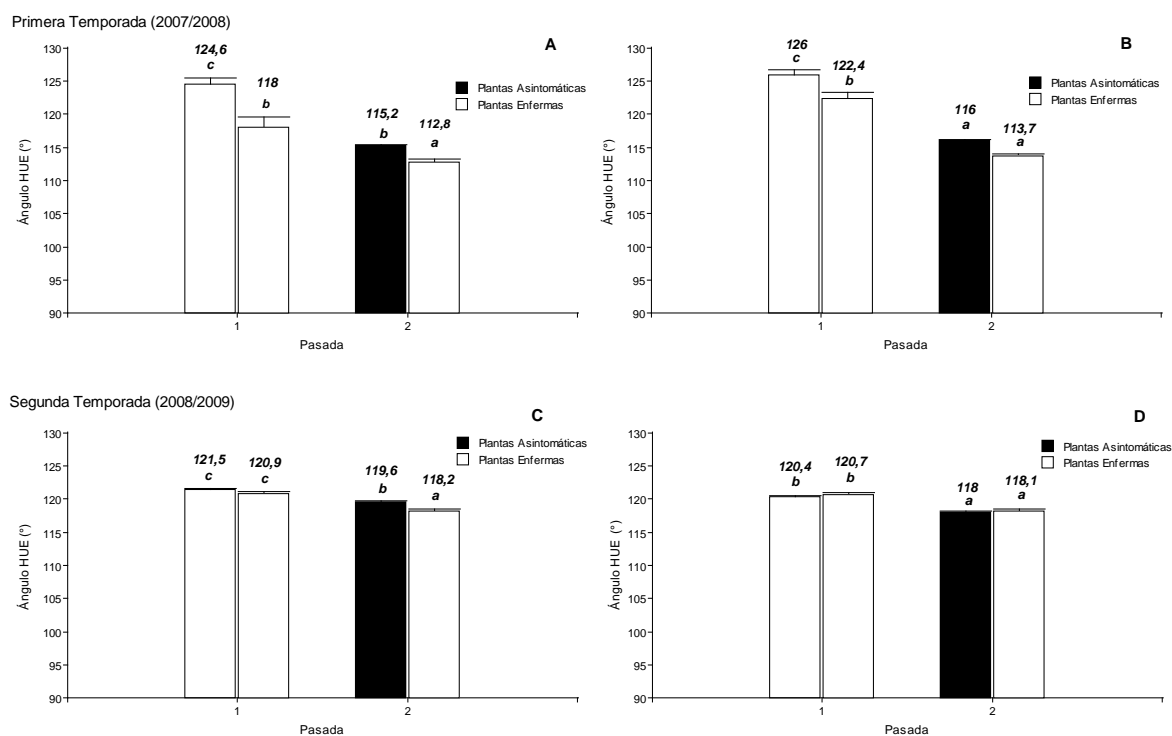 Primera Temporada (2007/2008)
A
130
125
120
115
110
105
100
95
90
Ángulo HUE (°)
124,6
c
118
b
115,2
b
112,8
a
Plantas Asintomáticas
Plantas Enfermas
1
2
Pasada
B
130
125
120
115
110
105
100
95
90
Ángulo HUE (°)
126
c
122,4
b
116
a
113,7
a
Plantas Asintomáticas
Plantas Enfermas
1
2
Pasada
Segunda Temporada (2008/2009)
C
130
125
120
115
110
105
100
95
90
Ángulo HUE (°)
121,5
c
120,9
c
119,6
b
118,2
a
Plantas Asintomáticas
Plantas Enfermas
1
2
Pasada
D
130
125
120
115
110
105
100
95
90
Ángulo HUE (°)
120,4
b
120,7
b
118
a
118,1
a
Plantas Asintomáticas
Plantas Enfermas
1
2
Pasada